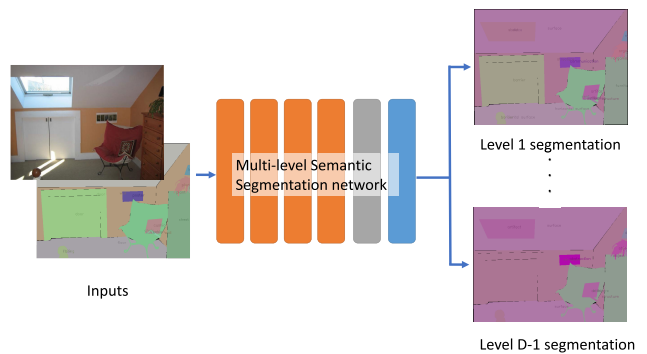 Multi-level Semantic
Segmentation network
Level 1 segmentation
Inputs
Level D-1 segmentation